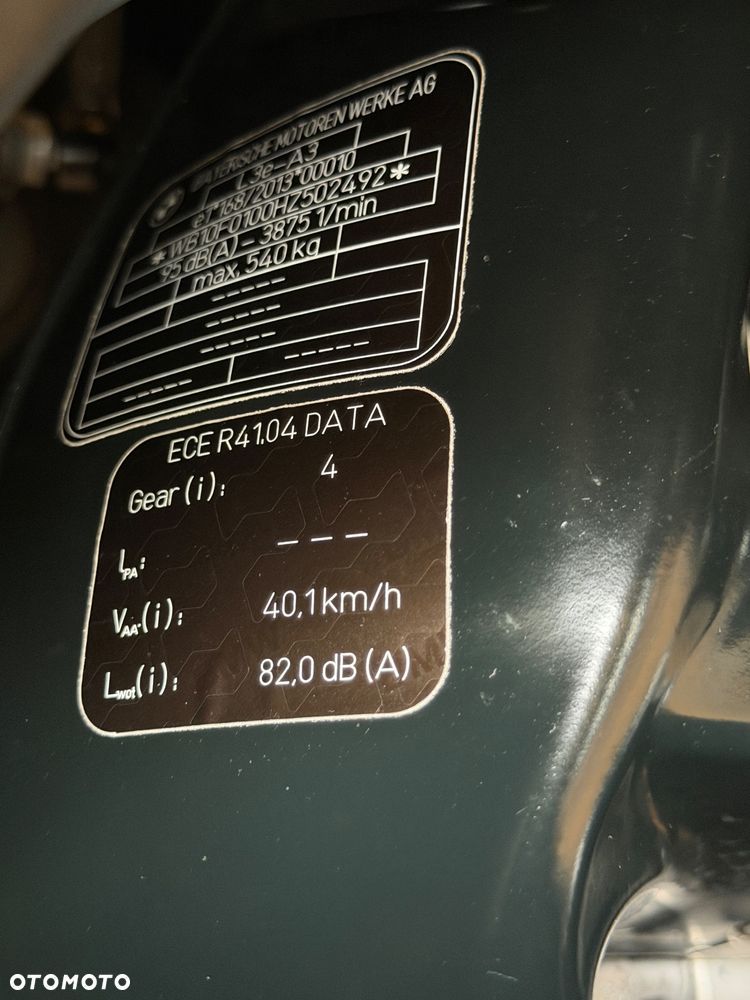 BAYERISCHE MOTOREN WERKE AG
L3e-A3
e1*168/2013*00010
*WB10F0100HZ502492*
95 dB(A) - 3875 1/min
max. 540 kg
-----
-----
-----
----- -----
ECE R41.04 DATA
Gear (i): 4
LPA: ---
VAA'(i): 40,1 km/h
Lwot(i): 82,0 dB (A)
OTOMOTO